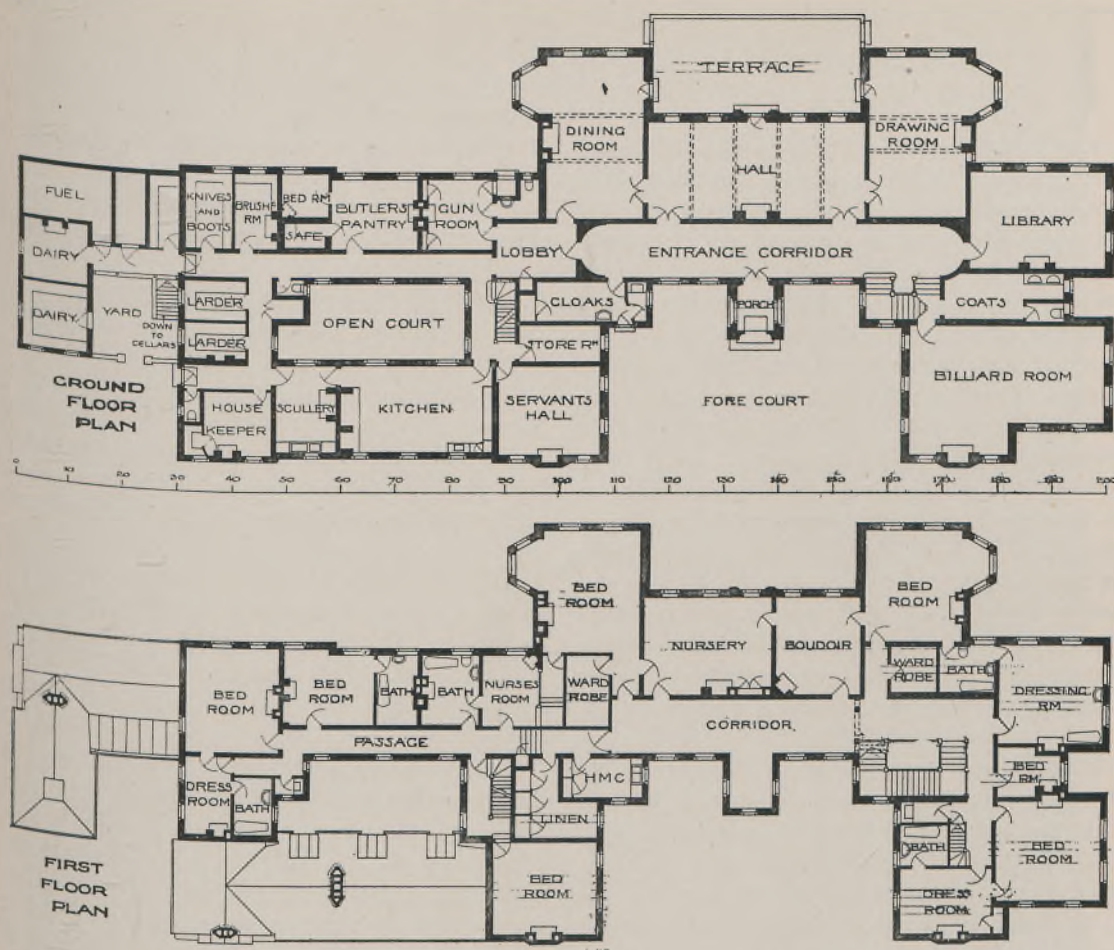 TERRACE
DINING
ROOM
HALL
DRAWING
ROOM
FUEL
KNIVES
AND
BOOTS
BRUSH
RM
BED RM
SAFE
BUTLERS
PANTRY
GUN
ROOM
LIBRARY
DAIRY
LOBBY
ENTRANCE CORRIDOR
DAIRY
YARD
DOWN
TO
CELLARS
LARDER
LARDER
OPEN COURT
CLOAKS
STORE RM
PORCH
COATS
GROUND
FLOOR
PLAN
HOUSE
KEEPER
SCULLERY
KITCHEN
SERVANTS
HALL
FORE COURT
BILLIARD ROOM
0 10 20 30 40 50 60 70 80 90 100 110 120 130 140 150 160 170 180 190 200
BED
ROOM
NURSERY
BOUDOIR
BED
ROOM
BED
ROOM
BED
ROOM
BATH
BATH
NURSES
ROOM
WARD
ROBE
WARD
ROBE
BATH
DRESSING
RM
PASSAGE
CORRIDOR
DRESS
ROOM
BATH
HMC
LINEN
BED
RM
FIRST
FLOOR
PLAN
BED
ROOM
BATH
DRESS
ROOM
BED
ROOM